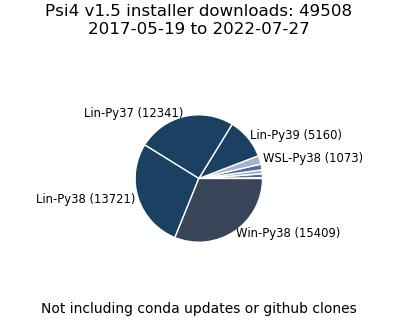 Psi4 v1.5 installer downloads: 49508
2017-05-19 to 2022-07-27
Lin-Py37 (12341)
Lin-Py39 (5160)
WSL-Py38 (1073)
Lin-Py38 (13721)
Win-Py38 (15409)
Not including conda updates or github clones